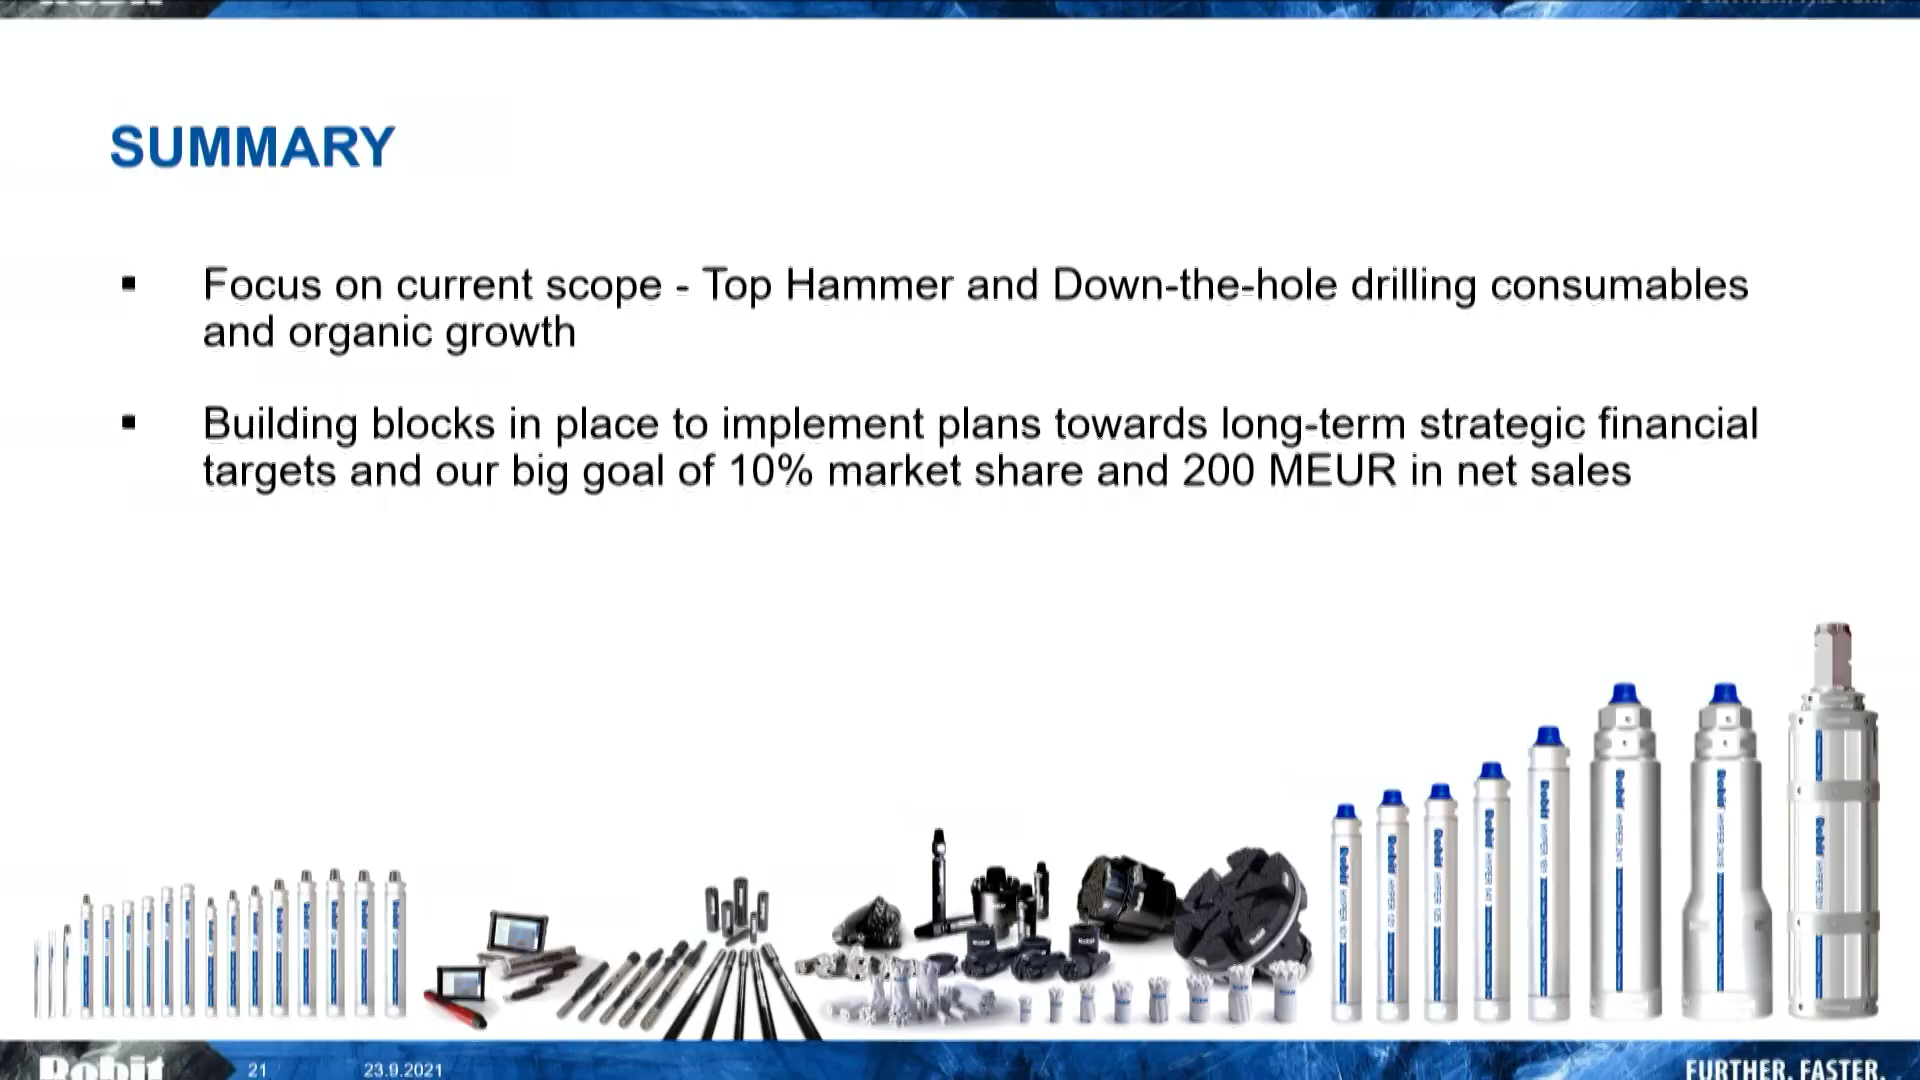 SUMMARY
▪ Focus on current scope - Top Hammer and Down-the-hole drilling consumables
and organic growth
▪ Building blocks in place to implement plans towards long-term strategic financial
targets and our big goal of 10% market share and 200 MEUR in net sales
Robit
21
23.9.2021
FURTHER. FASTER.